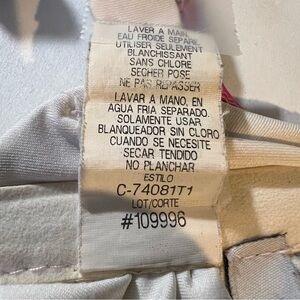 LAVER A MAIN,
EAU FROIDE SEPARE.
UTILISER SEULEMENT
BLANCHISSANT
SANS CHLORE
SECHER POSE
NE PAS REPASSER
LAVAR A MANO, EN
AGUA FRIA SEPARADO.
SOLAMENTE USAR
BLANQUEADOR SIN CLORO
CUANDO SE NECESITE
SECAR TENDIDO
NO PLANCHAR
ESTILO
C-74081T1
LOT/CORTE
#109996